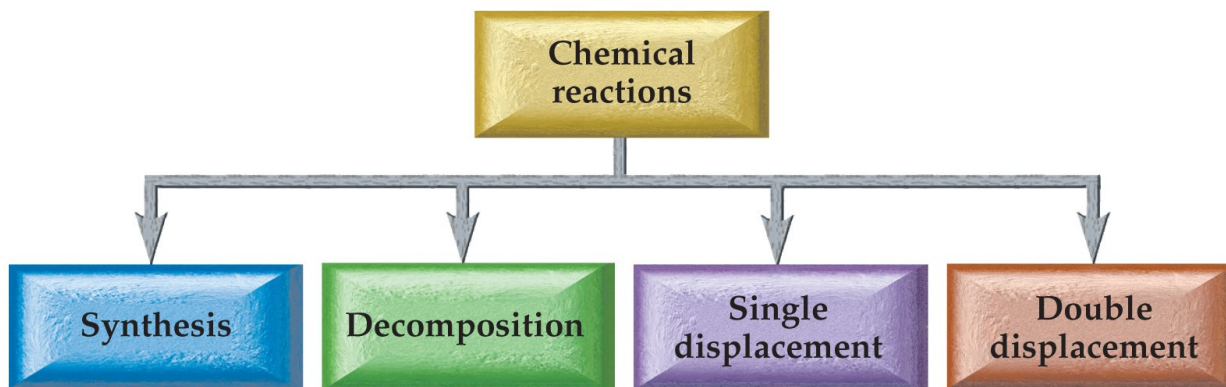 Chemical
reactions
Synthesis
Decomposition
Single
displacement
Double
displacement